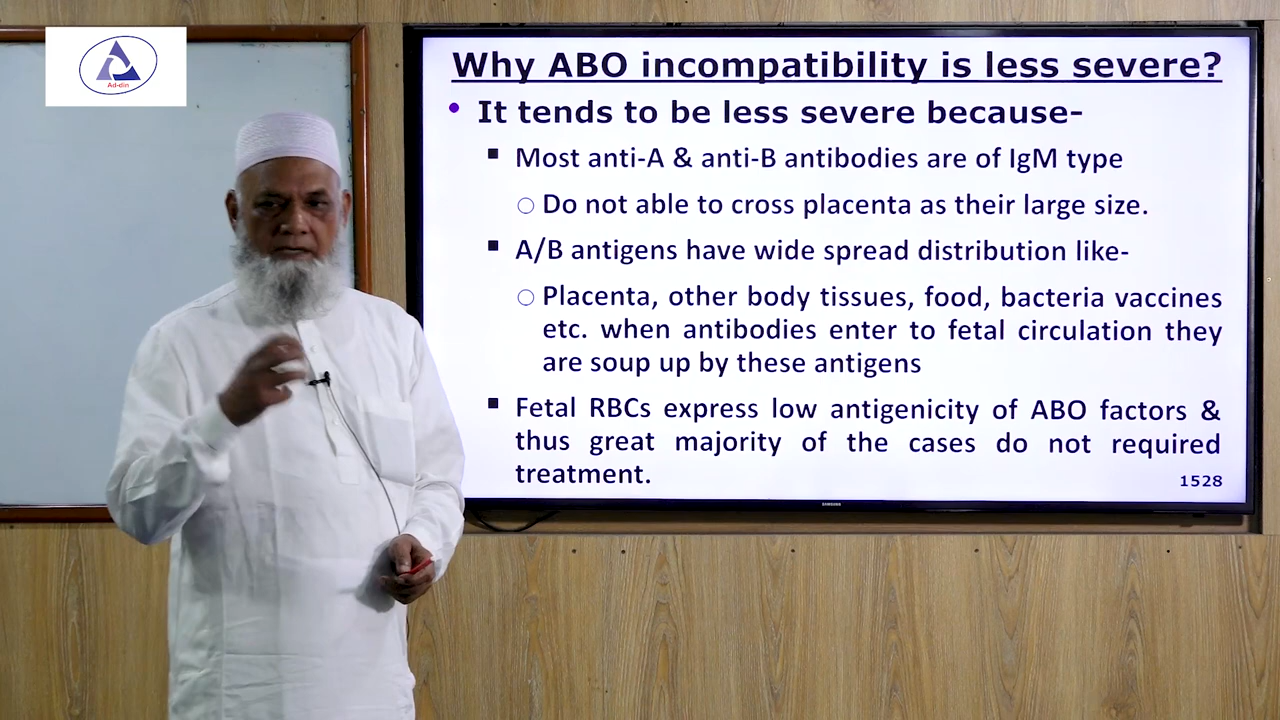 Ad-din
Why ABO incompatibility is less severe?
• It tends to be less severe because-
▪ Most anti-A & anti-B antibodies are of IgM type
○ Do not able to cross placenta as their large size.
▪ A/B antigens have wide spread distribution like-
○ Placenta, other body tissues, food, bacteria vaccines
etc. when antibodies enter to fetal circulation they
are soup up by these antigens
▪ Fetal RBCs express low antigenicity of ABO factors &
thus great majority of the cases do not required
treatment.
1528
SAMSUNG